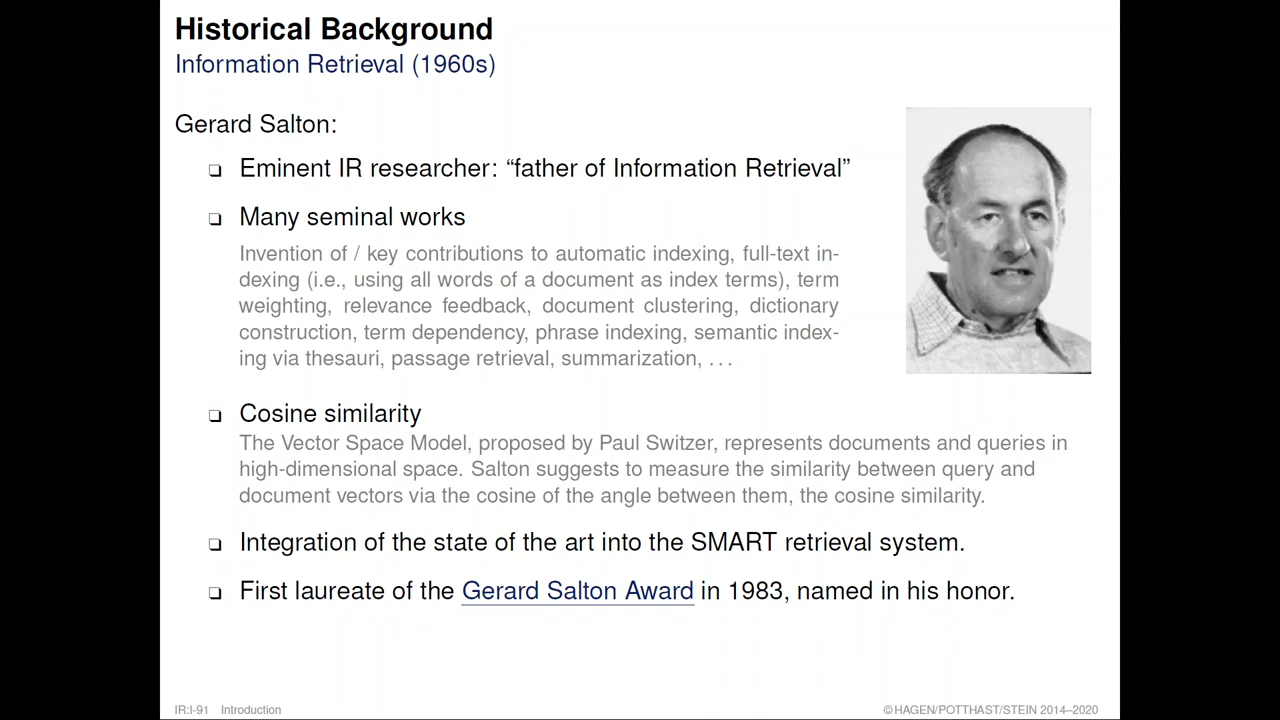 Historical Background
Information Retrieval (1960s)
Gerard Salton:
❑ Eminent IR researcher: “father of Information Retrieval”
❑ Many seminal works
Invention of / key contributions to automatic indexing, full-text in-
dexing (i.e., using all words of a document as index terms), term
weighting, relevance feedback, document clustering, dictionary
construction, term dependency, phrase indexing, semantic index-
ing via thesauri, passage retrieval, summarization, . . .
❑ Cosine similarity
The Vector Space Model, proposed by Paul Switzer, represents documents and queries in
high-dimensional space. Salton suggests to measure the similarity between query and
document vectors via the cosine of the angle between them, the cosine similarity.
❑ Integration of the state of the art into the SMART retrieval system.
❑ First laureate of the Gerard Salton Award in 1983, named in his honor.
IR:I-91 Introduction ©HAGEN/POTTHAST/STEIN 2014–2020